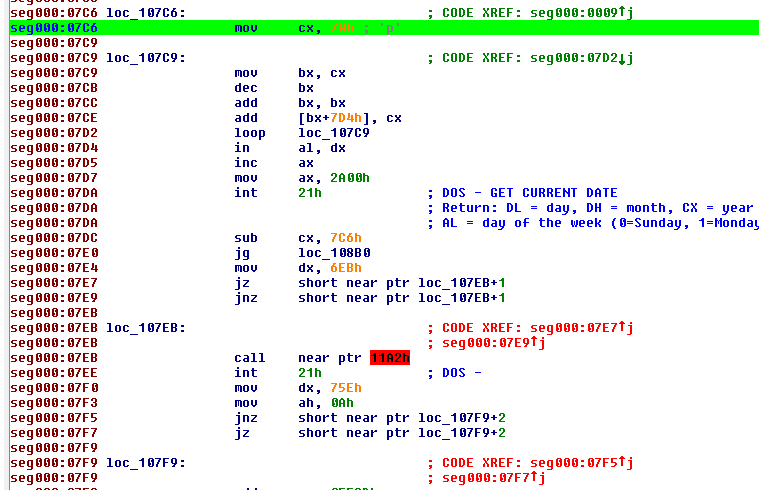 seg000:07C6 loc_107C6: ; CODE XREF: seg000:0009↑j
seg000:07C6 mov cx, 70h ; 'p'
seg000:07C9
seg000:07C9 loc_107C9: ; CODE XREF: seg000:07D2↓j
seg000:07C9 mov bx, cx
seg000:07CB dec bx
seg000:07CC add bx, bx
seg000:07CE add [bx+7D4h], cx
seg000:07D2 loop loc_107C9
seg000:07D4 in al, dx
seg000:07D5 inc ax
seg000:07D7 mov ax, 2A00h
seg000:07DA int 21h ; DOS - GET CURRENT DATE
seg000:07DA ; Return: DL = day, DH = month, CX = year
seg000:07DA ; AL = day of the week (0=Sunday, 1=Monday
seg000:07DC sub cx, 7C6h
seg000:07E0 jg loc_108B0
seg000:07E4 mov dx, 6EBh
seg000:07E7 jz short near ptr loc_107EB+1
seg000:07E9 jnz short near ptr loc_107EB+1
seg000:07EB
seg000:07EB loc_107EB: ; CODE XREF: seg000:07E7↑j
seg000:07EB ; seg000:07E9↑j
seg000:07EB call near ptr 11A2h
seg000:07EE int 21h ; DOS -
seg000:07F0 mov dx, 75Eh
seg000:07F3 mov ah, 0Ah
seg000:07F5 jnz short near ptr loc_107F9+2
seg000:07F7 jz short near ptr loc_107F9+2
seg000:07F9
seg000:07F9 loc_107F9: ; CODE XREF: seg000:07F5↑j
seg000:07F9 ; seg000:07F7↑j